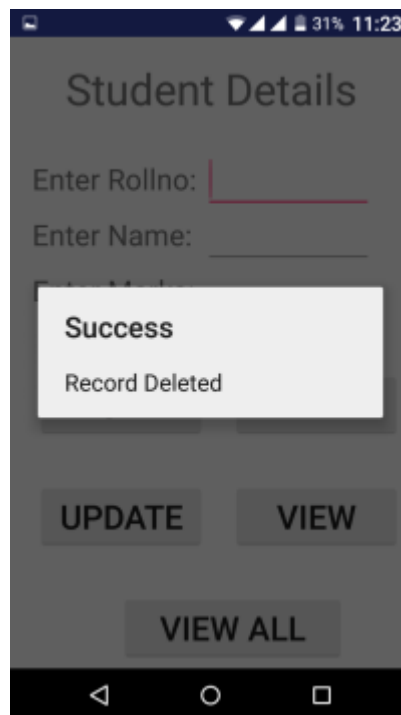 31% 11:23
Student Details
Enter Rollno:
Enter Name:
Success
Record Deleted
UPDATE VIEW
VIEW ALL